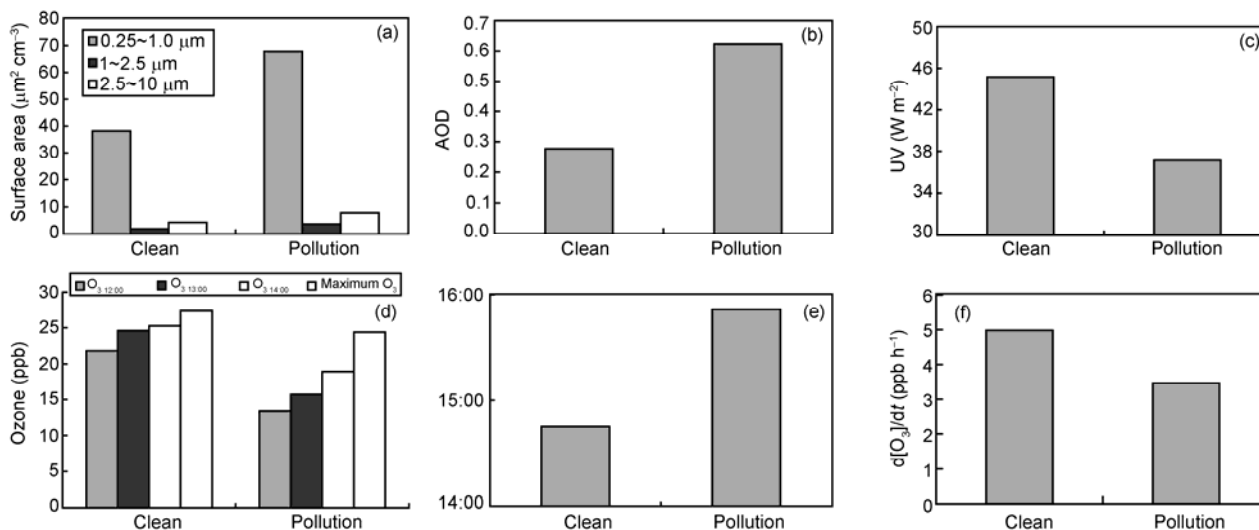 Surface area (μm² cm⁻³)
80
70
60
50
40
30
20
10
0
0.25~1.0 μm
1~2.5 μm
2.5~10 μm
(a)
Clean Pollution
AOD
0.7
0.6
0.5
0.4
0.3
0.2
0.1
0.0
(b)
Clean Pollution
UV (W m⁻²)
50
46
42
38
34
30
(c)
Clean Pollution
O₃ 12:00 O₃ 13:00 O₃ 14 00 Maximum O₃
Ozone (ppb)
30
25
20
15
10
5
0
(d)
Clean Pollution
16:00
15:00
14:00
(e)
Clean Pollution
d[O₃]/dt (ppb h⁻¹)
6
5
4
3
2
1
0
(f)
Clean Pollution